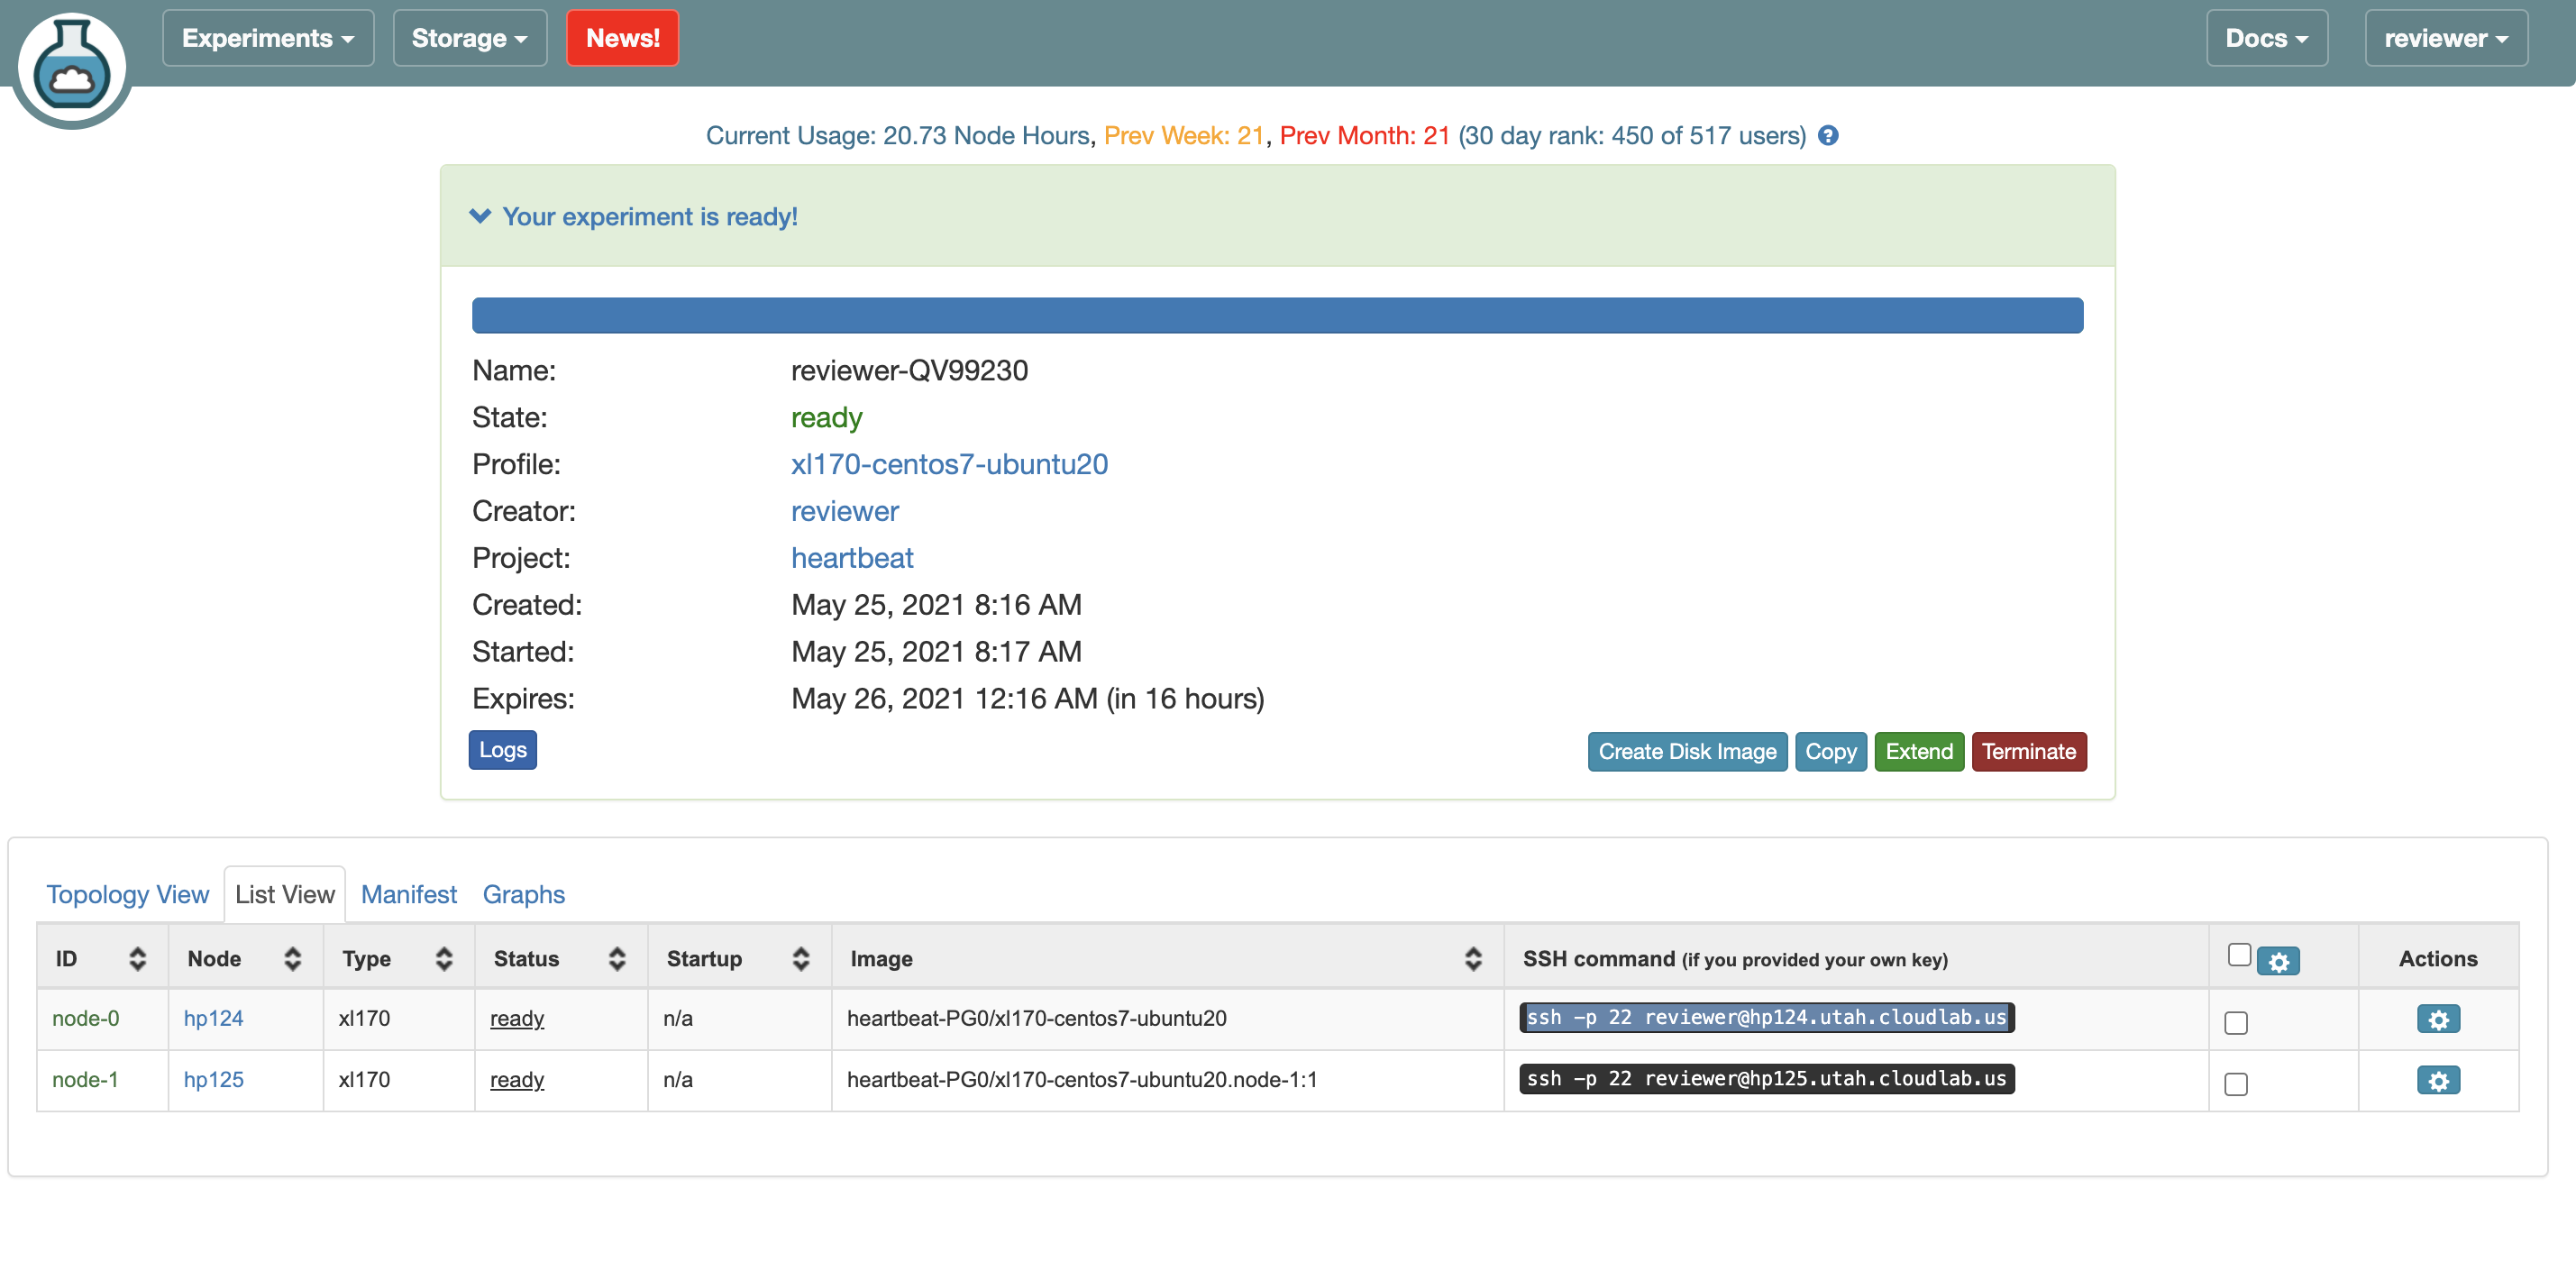 Experiments Storage News! Docs reviewer
Current Usage: 20.73 Node Hours, Prev Week: 21, Prev Month: 21 (30 day rank: 450 of 517 users) ?
Your experiment is ready!
Name: reviewer-QV99230
State: ready
Profile: xl170-centos7-ubuntu20
Creator: reviewer
Project: heartbeat
Created: May 25, 2021 8:16 AM
Started: May 25, 2021 8:17 AM
Expires: May 26, 2021 12:16 AM (in 16 hours)
Logs Create Disk Image Copy Extend Terminate
Topology View List View Manifest Graphs
ID Node Type Status Startup Image SSH command (if you provided your own key) Actions
node-0 hp124 xl170 ready n/a heartbeat-PG0/xl170-centos7-ubuntu20 ssh -p 22 reviewer@hp124.utah.cloudlab.us
node-1 hp125 xl170 ready n/a heartbeat-PG0/xl170-centos7-ubuntu20.node-1:1 ssh -p 22 reviewer@hp125.utah.cloudlab.us